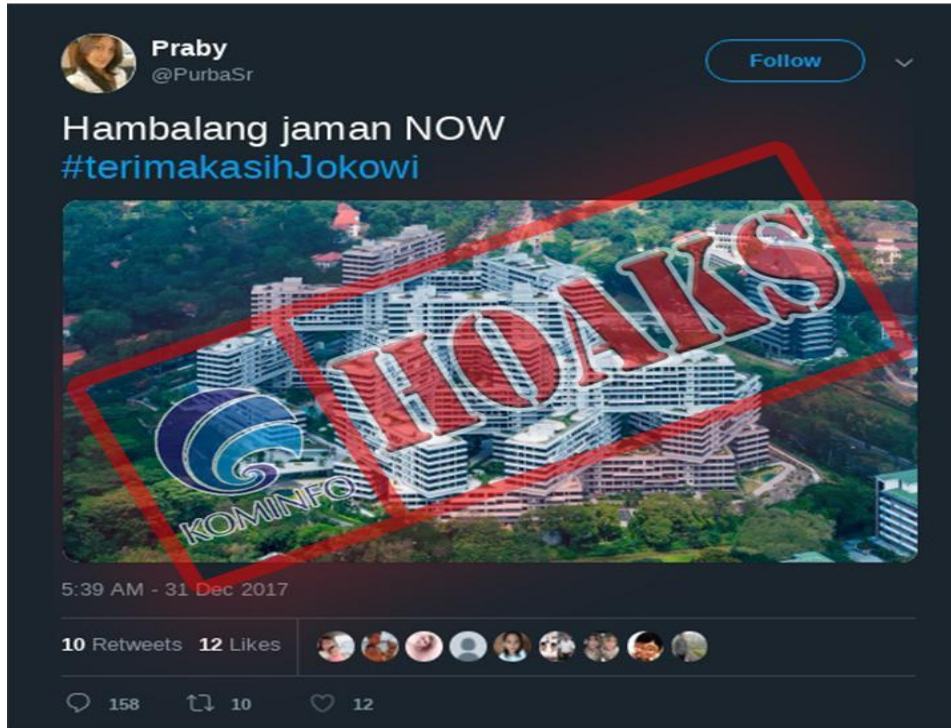 Praby
@PurbaSr
Follow
Hambalang jaman NOW
#terimakasihJokowi
HOAKS
KOMINFO
5:39 AM - 31 Dec 2017
10 Retweets 12 Likes
158 10 12